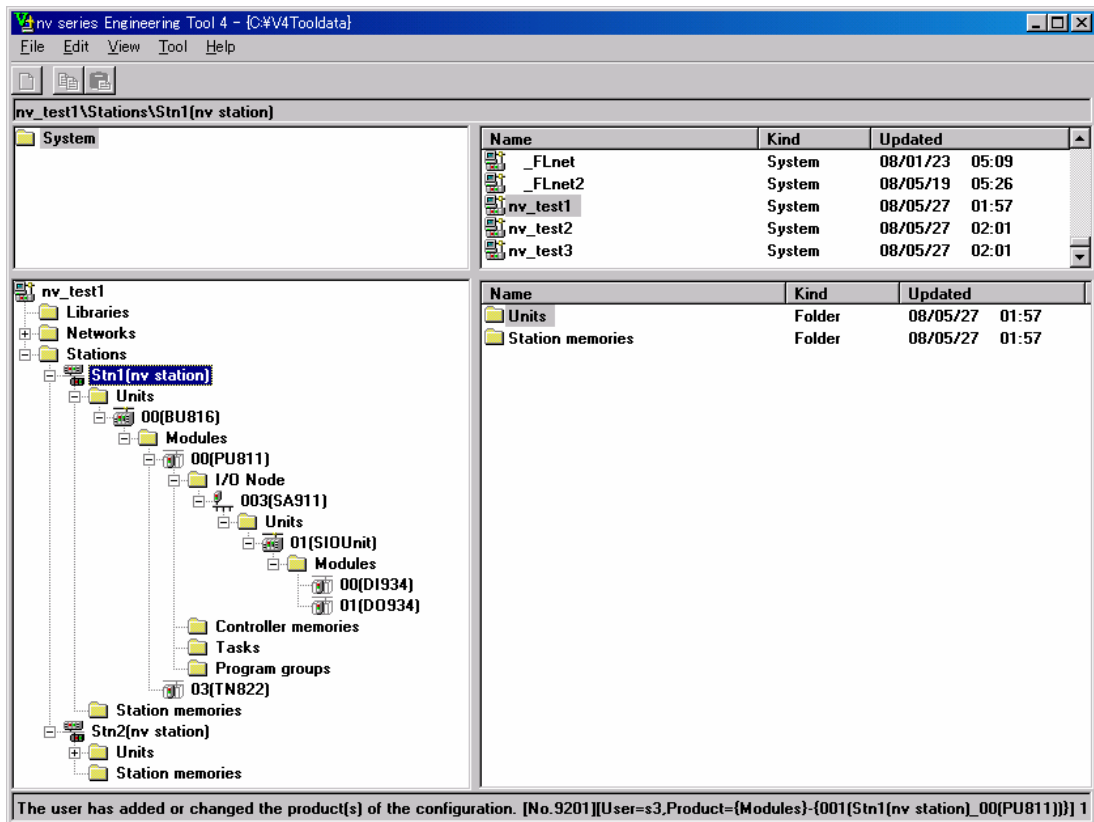 nv series Engineering Tool 4 - {C:¥V4Tooldata}
File Edit View Tool Help
nv_test1\Stations\Stn1(nv station)
System
Name Kind Updated
_FLnet System 08/01/23 05:09
_FLnet2 System 08/05/19 05:26
nv_test1 System 08/05/27 01:57
nv_test2 System 08/05/27 02:01
nv_test3 System 08/05/27 02:01
nv_test1
Libraries
Networks
Stations
Stn1(nv station)
Units
00(BU816)
Modules
00(PU811)
I/O Node
003(SA911)
Units
01(SIOUnit)
Modules
00(DI934)
01(DO934)
Controller memories
Tasks
Program groups
03(TN822)
Station memories
Stn2(nv station)
Units
Station memories
Name Kind Updated
Units Folder 08/05/27 01:57
Station memories Folder 08/05/27 01:57
The user has added or changed the product(s) of the configuration. [No.9201][User=s3,Product={Modules}-{001(Stn1(nv station)_00(PU811))}] 1